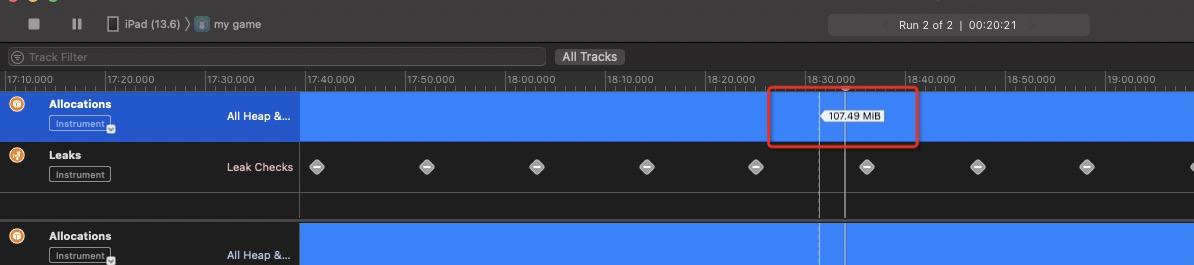 iPad (13.6) 〉 my game
Run 2 of 2 | 00:20:21
Track Filter
All Tracks
17:10.000 17:20.000 17:30.000 17:40.000 17:50.000 18:00.000 18:10.000 18:20.000 18:30.000 18:40.000 18:50.000 19:00.000
Allocations
Instrument
All Heap &...
107.49 MiB
Leaks
Instrument
Leak Checks
Allocations
Instrument
All Heap &...